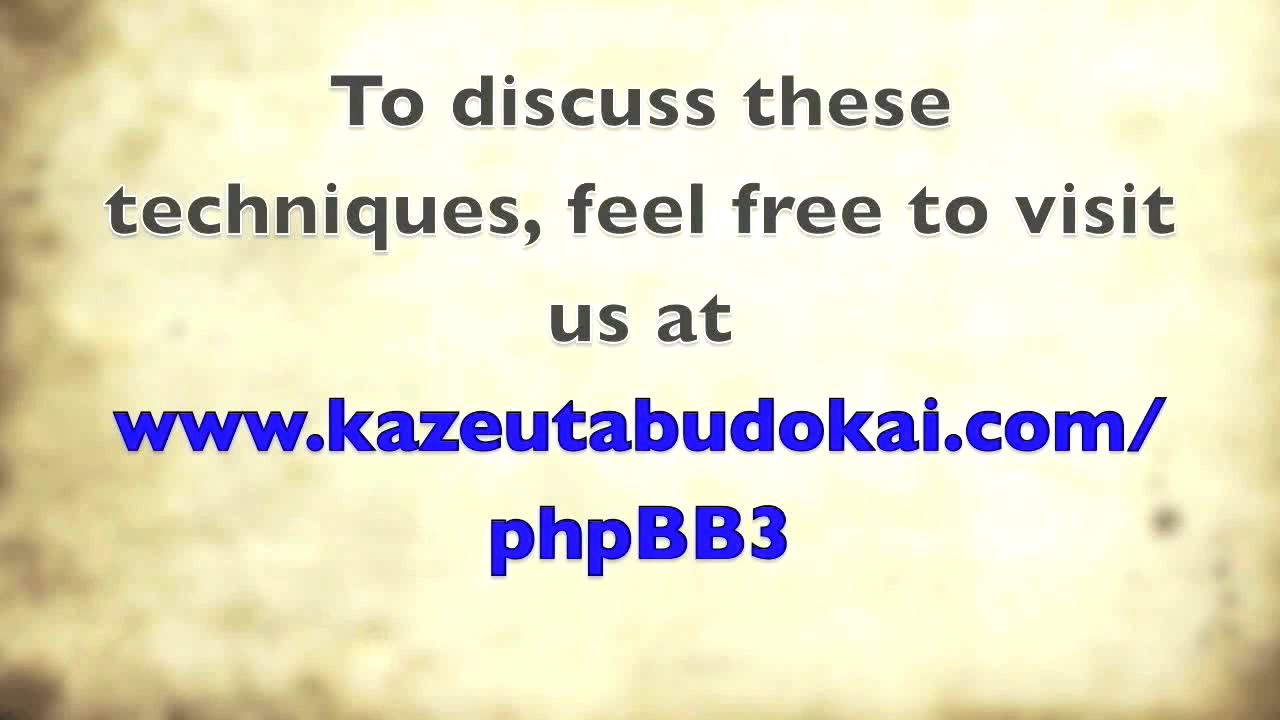 To discuss these
techniques, feel free to visit
us at
www.kazeutabudokai.com/
phpBB3